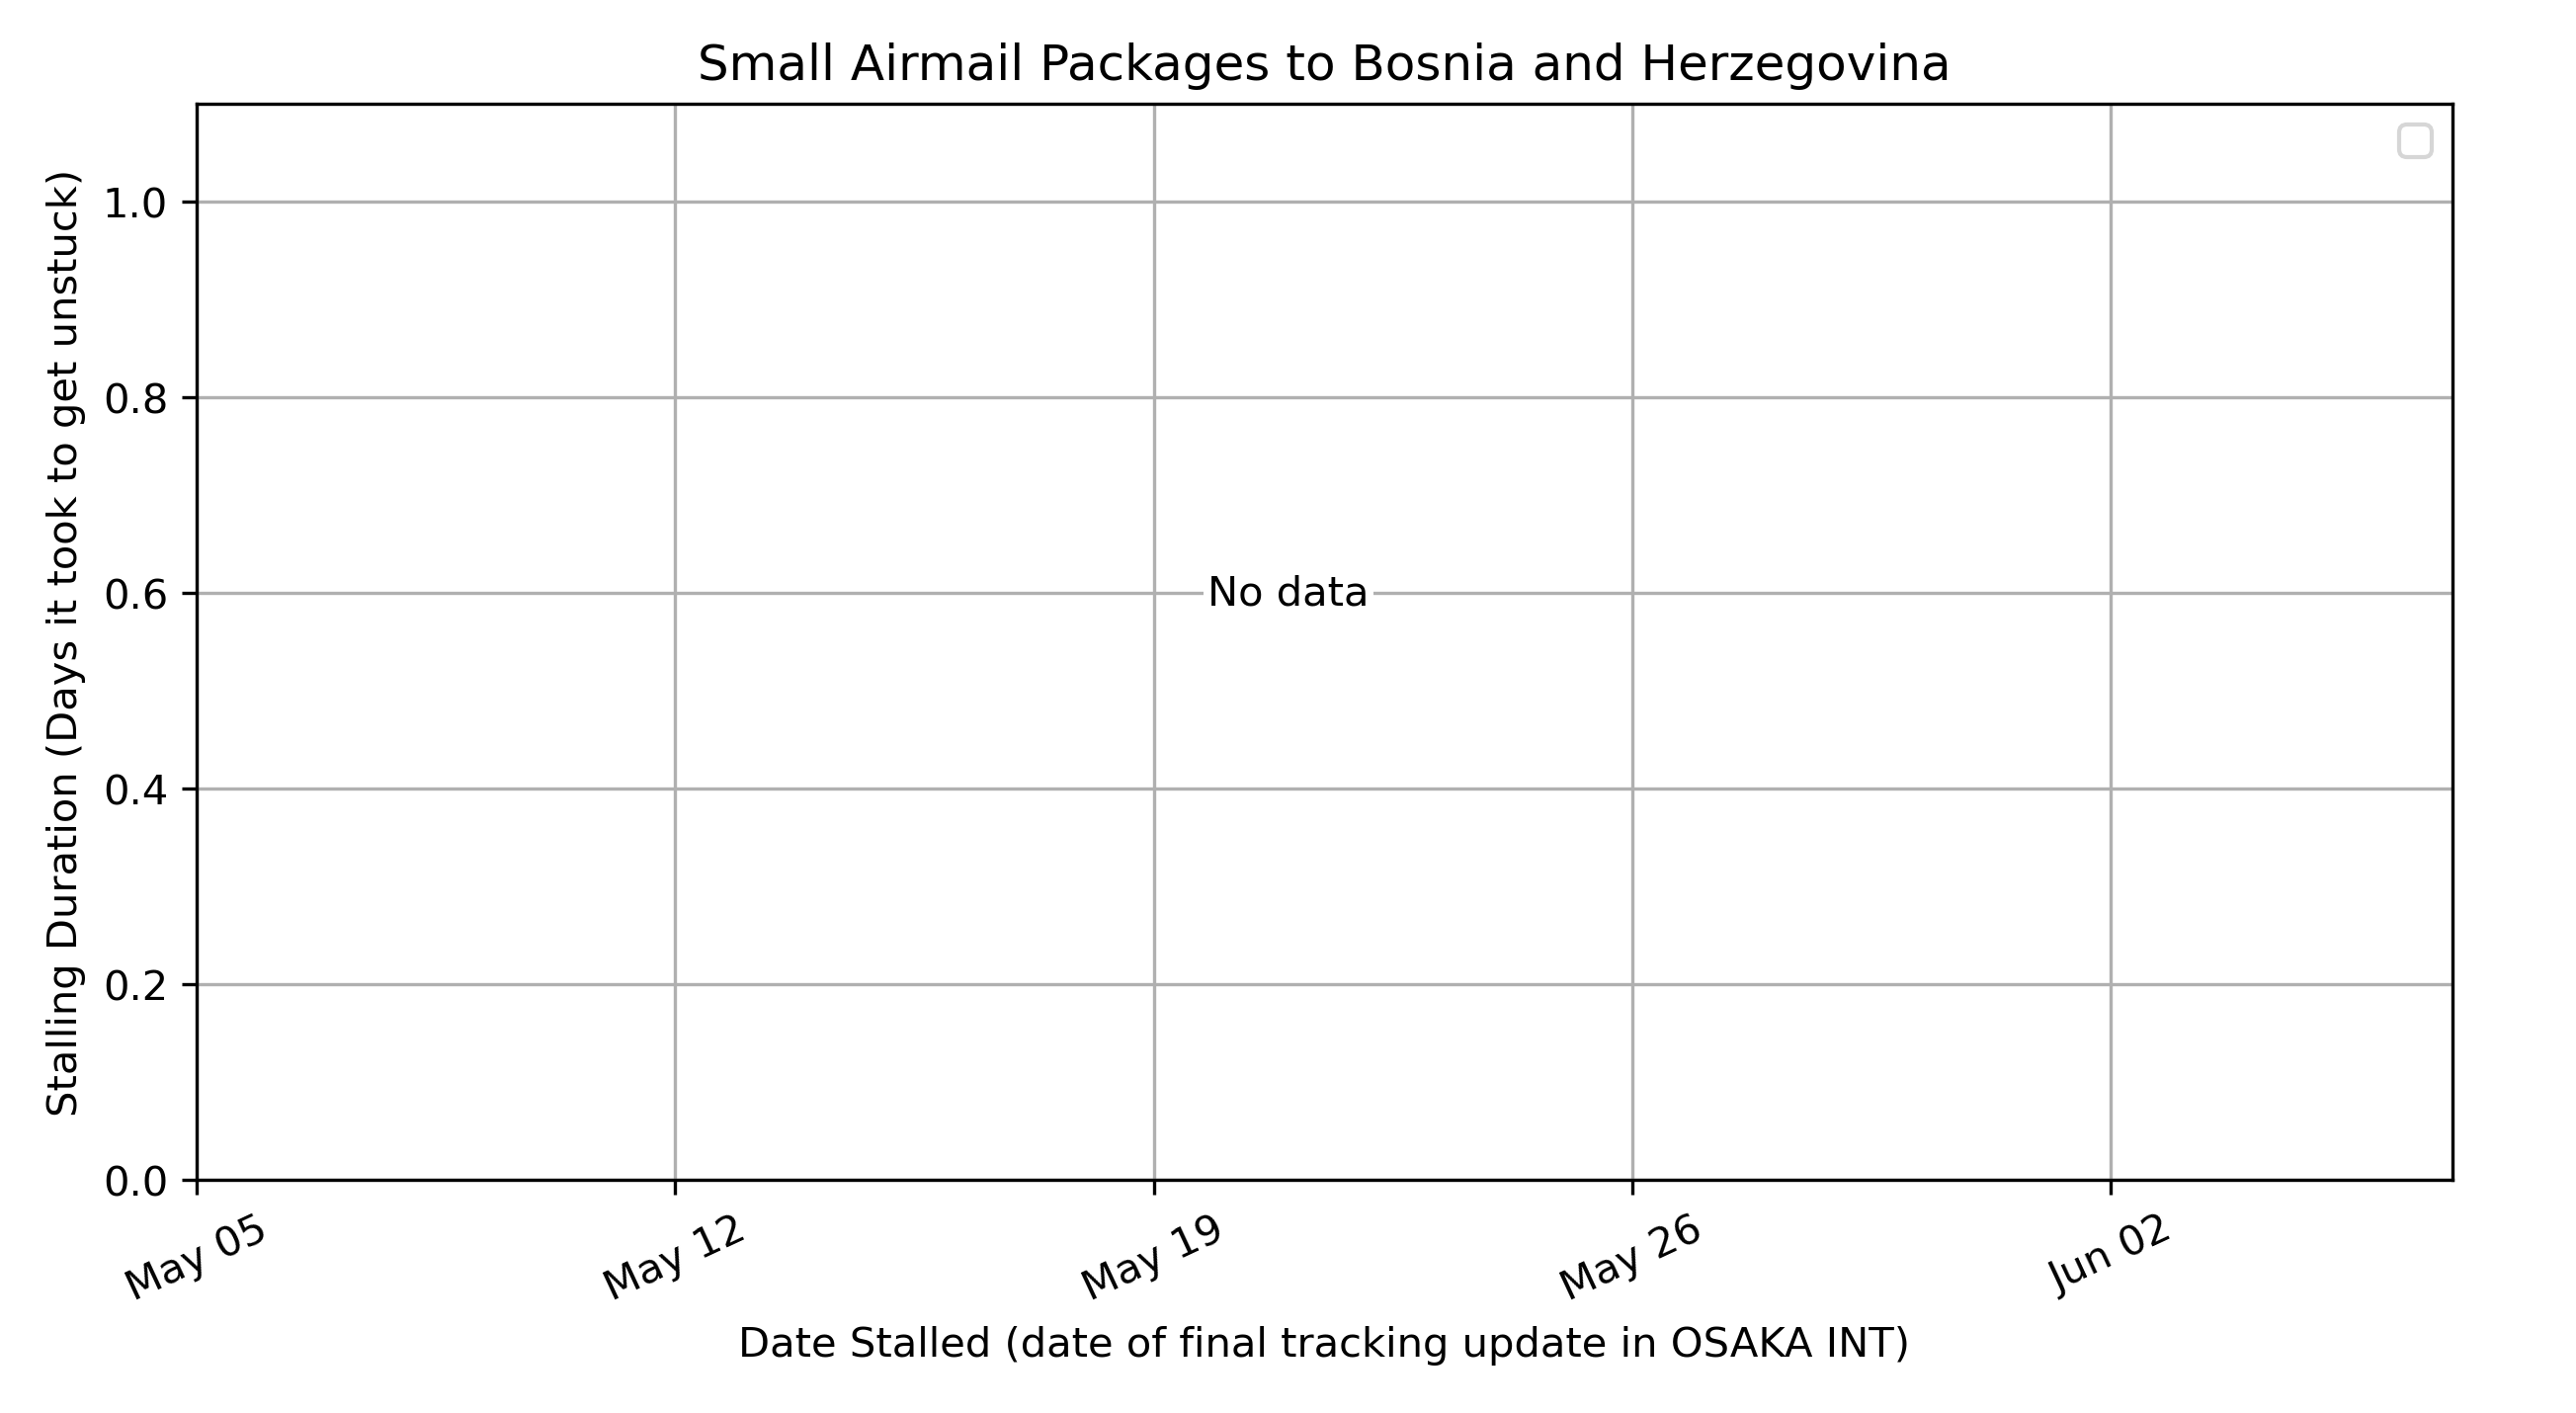 Small Airmail Packages to Bosnia and Herzegovina
Stalling Duration (Days it took to get unstuck)
1.0
0.8
0.6
0.4
0.2
0.0
No data
May 05
May 12
May 19
May 26
Jun 02
Date Stalled (date of final tracking update in OSAKA INT)